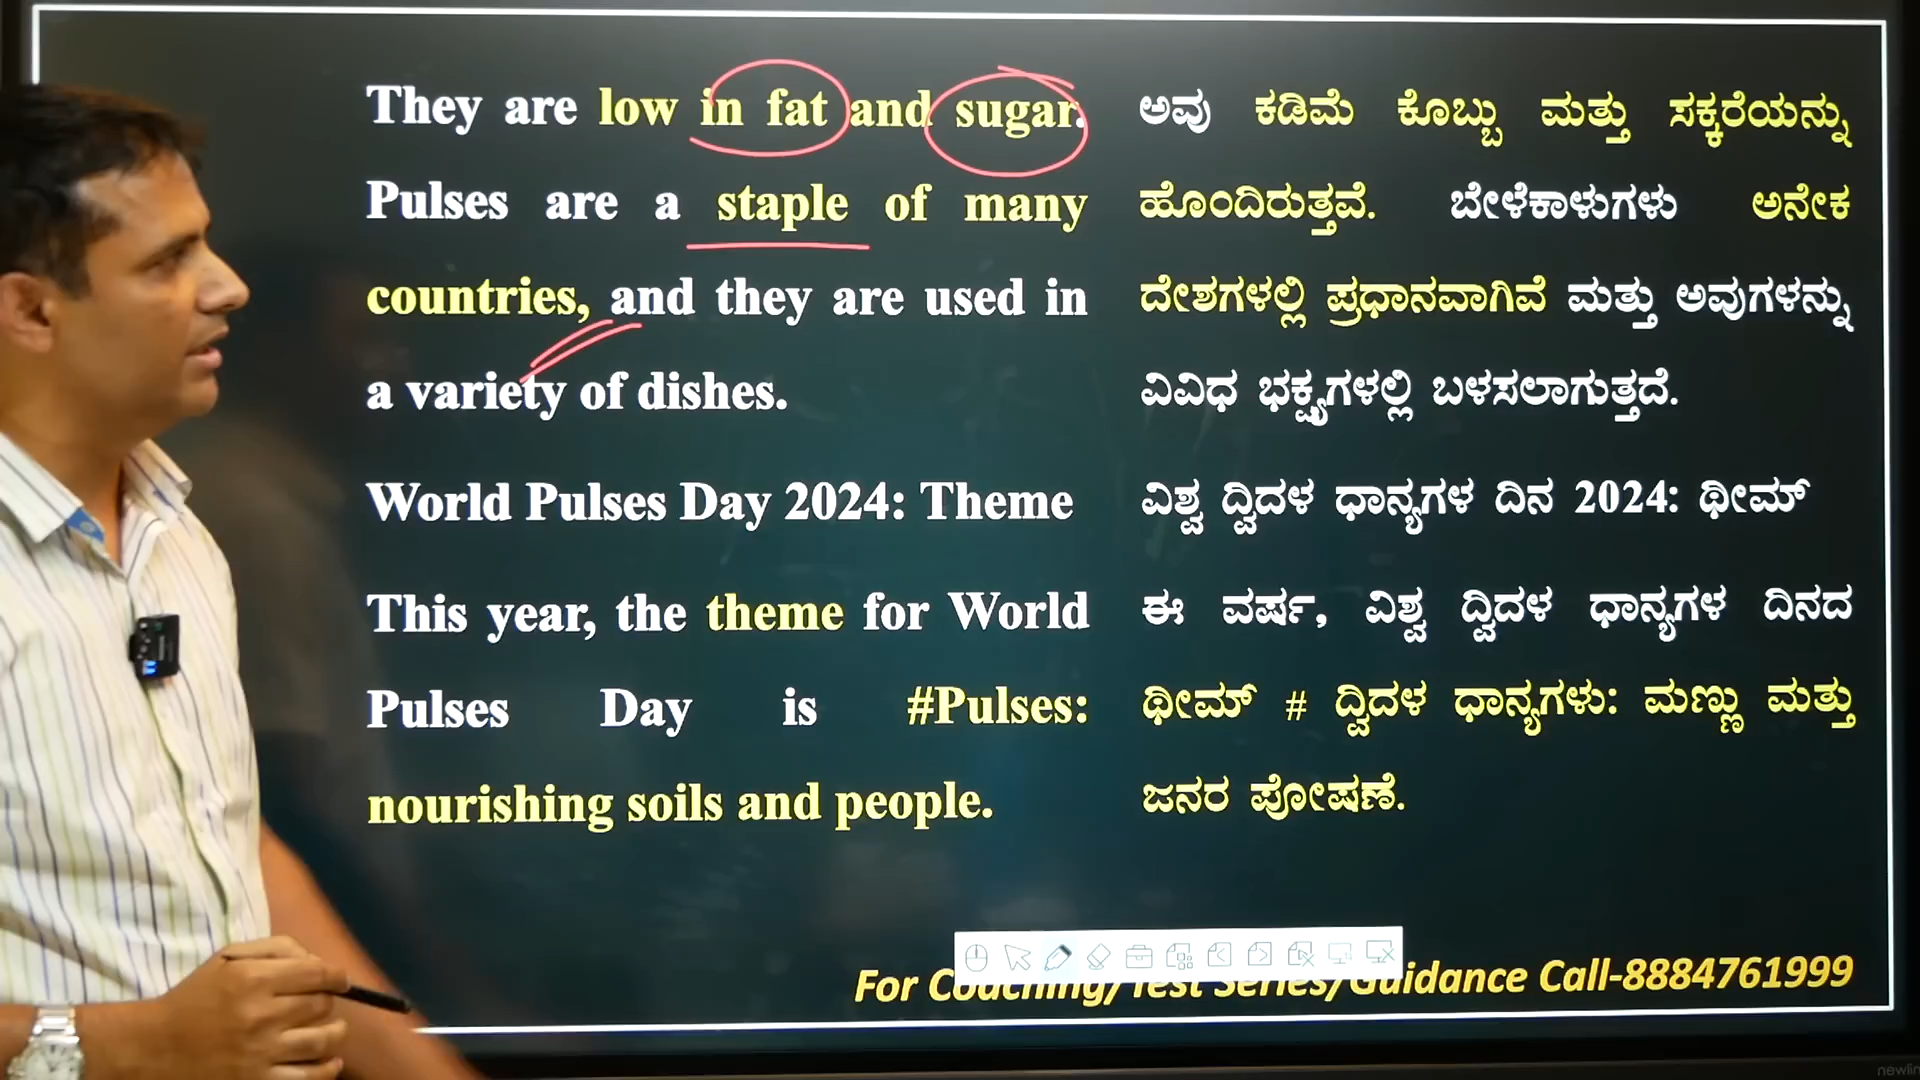 They are low in fat and sugar.
Pulses are a staple of many
countries, and they are used in
a variety of dishes.
World Pulses Day 2024: Theme
This year, the theme for World
Pulses Day is #Pulses:
nourishing soils and people.
ಅವು ಕಡಿಮೆ ಕೊಬ್ಬು ಮತ್ತು ಸಕ್ಕರೆಯನ್ನು
ಹೊಂದಿರುತ್ತವೆ. ಬೇಳೆಕಾಳುಗಳು ಅನೇಕ
ದೇಶಗಳಲ್ಲಿ ಪ್ರಧಾನವಾಗಿವೆ ಮತ್ತು ಅವುಗಳನ್ನು
ವಿವಿಧ ಭಕ್ಷ್ಯಗಳಲ್ಲಿ ಬಳಸಲಾಗುತ್ತದೆ.
ವಿಶ್ವ ದ್ವಿದಳ ಧಾನ್ಯಗಳ ದಿನ 2024: ಥೀಮ್
ಈ ವರ್ಷ, ವಿಶ್ವ ದ್ವಿದಳ ಧಾನ್ಯಗಳ ದಿನದ
ಥೀಮ್ # ದ್ವಿದಳ ಧಾನ್ಯಗಳು: ಮಣ್ಣು ಮತ್ತು
ಜನರ ಪೋಷಣೆ.
For Coaching/Test Series/Guidance Call-8884761999